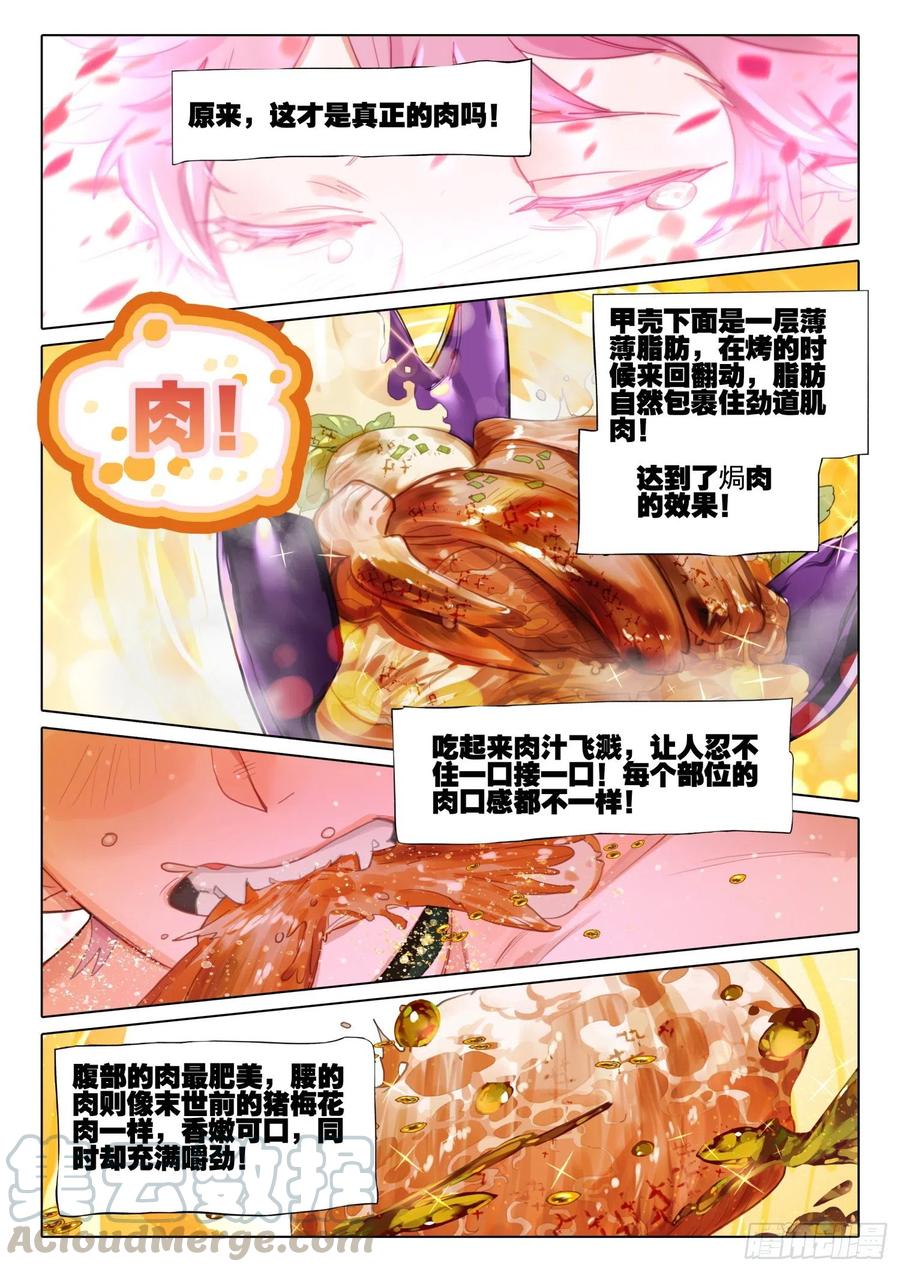 原来，这才是真正的肉吗！
肉！
甲壳下面是一层薄
薄脂肪，在烤的时
候来回翻动，脂肪
自然包裹住劲道肌
肉！
达到了焗肉
的效果！
吃起来肉汁飞溅，让人忍不
住一口接一口！每个部位的
肉口感都不一样！
腹部的肉最肥美，腰的
肉则像末世前的猪梅花
肉一样，香嫩可口，同
时却充满嚼劲！
集云数据
AcloudMerge.com
腾讯动漫